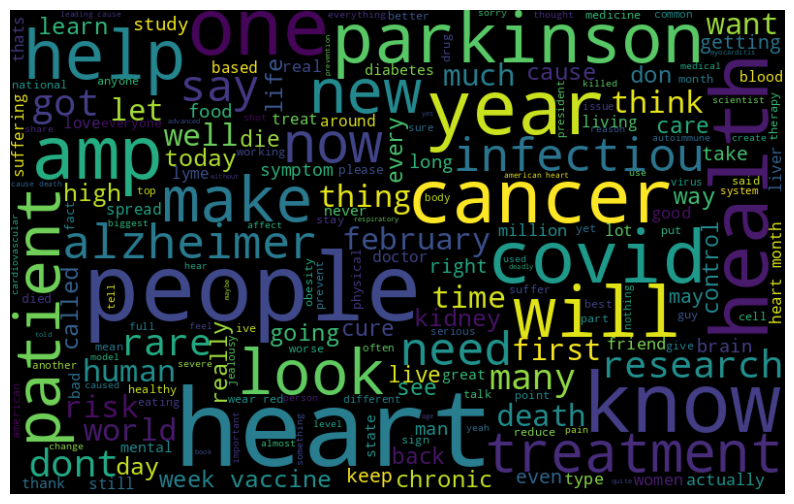 leading cause
everything
better
sorry
thought
medicine
common
thats
learn
study
help
one
parkinson
want
getting
national
anyone
based
life
real
diabetes
much
cause
don
drug
prevention
myocarditis
medical
month
blood
suffering
got
let
say
food
new
year
think
president
killed
issue
scientist
therapy
share
love
everyone
treat
around
shot
advanced
yes
sure
reason
living
autoimmune
create
well
die
now
every
working
without
please
infectiou
care
take
health
amp
today
symptom
long
american heart
use
virus
said
liver
system
high
lyme
thing
cancer
body
way
good
cause death
top
make
never
respiratory
fact
spread
biggest
affect
stay
february
million
yet
lot
put
control
cardiovascular
patient
alzheimer
hear
doctor
right
covid
may
heart month
died
called
people
tell
maybe
obesity
prevent
physical
time
will
used
deadly
suffer
best
nothing
part
guy
cell
told
full
feel
ive
going
cure
kidney
first
friend
give
brain
another
mean
rare
really
jealousy
worse
often
live
see
great
need
many
serious
model
severe
bad
caused
human
look
research
american
healthy
eating
wear red
person
different
talk
point
death
know
risk
world
heart
age
yeah
reduce
pain
change
mental
important
almost
something
level
state
man
sign
dont
day
book
back
treatment
thank
still
week
vaccine
keep
chronic
even
type
quite
women
actually